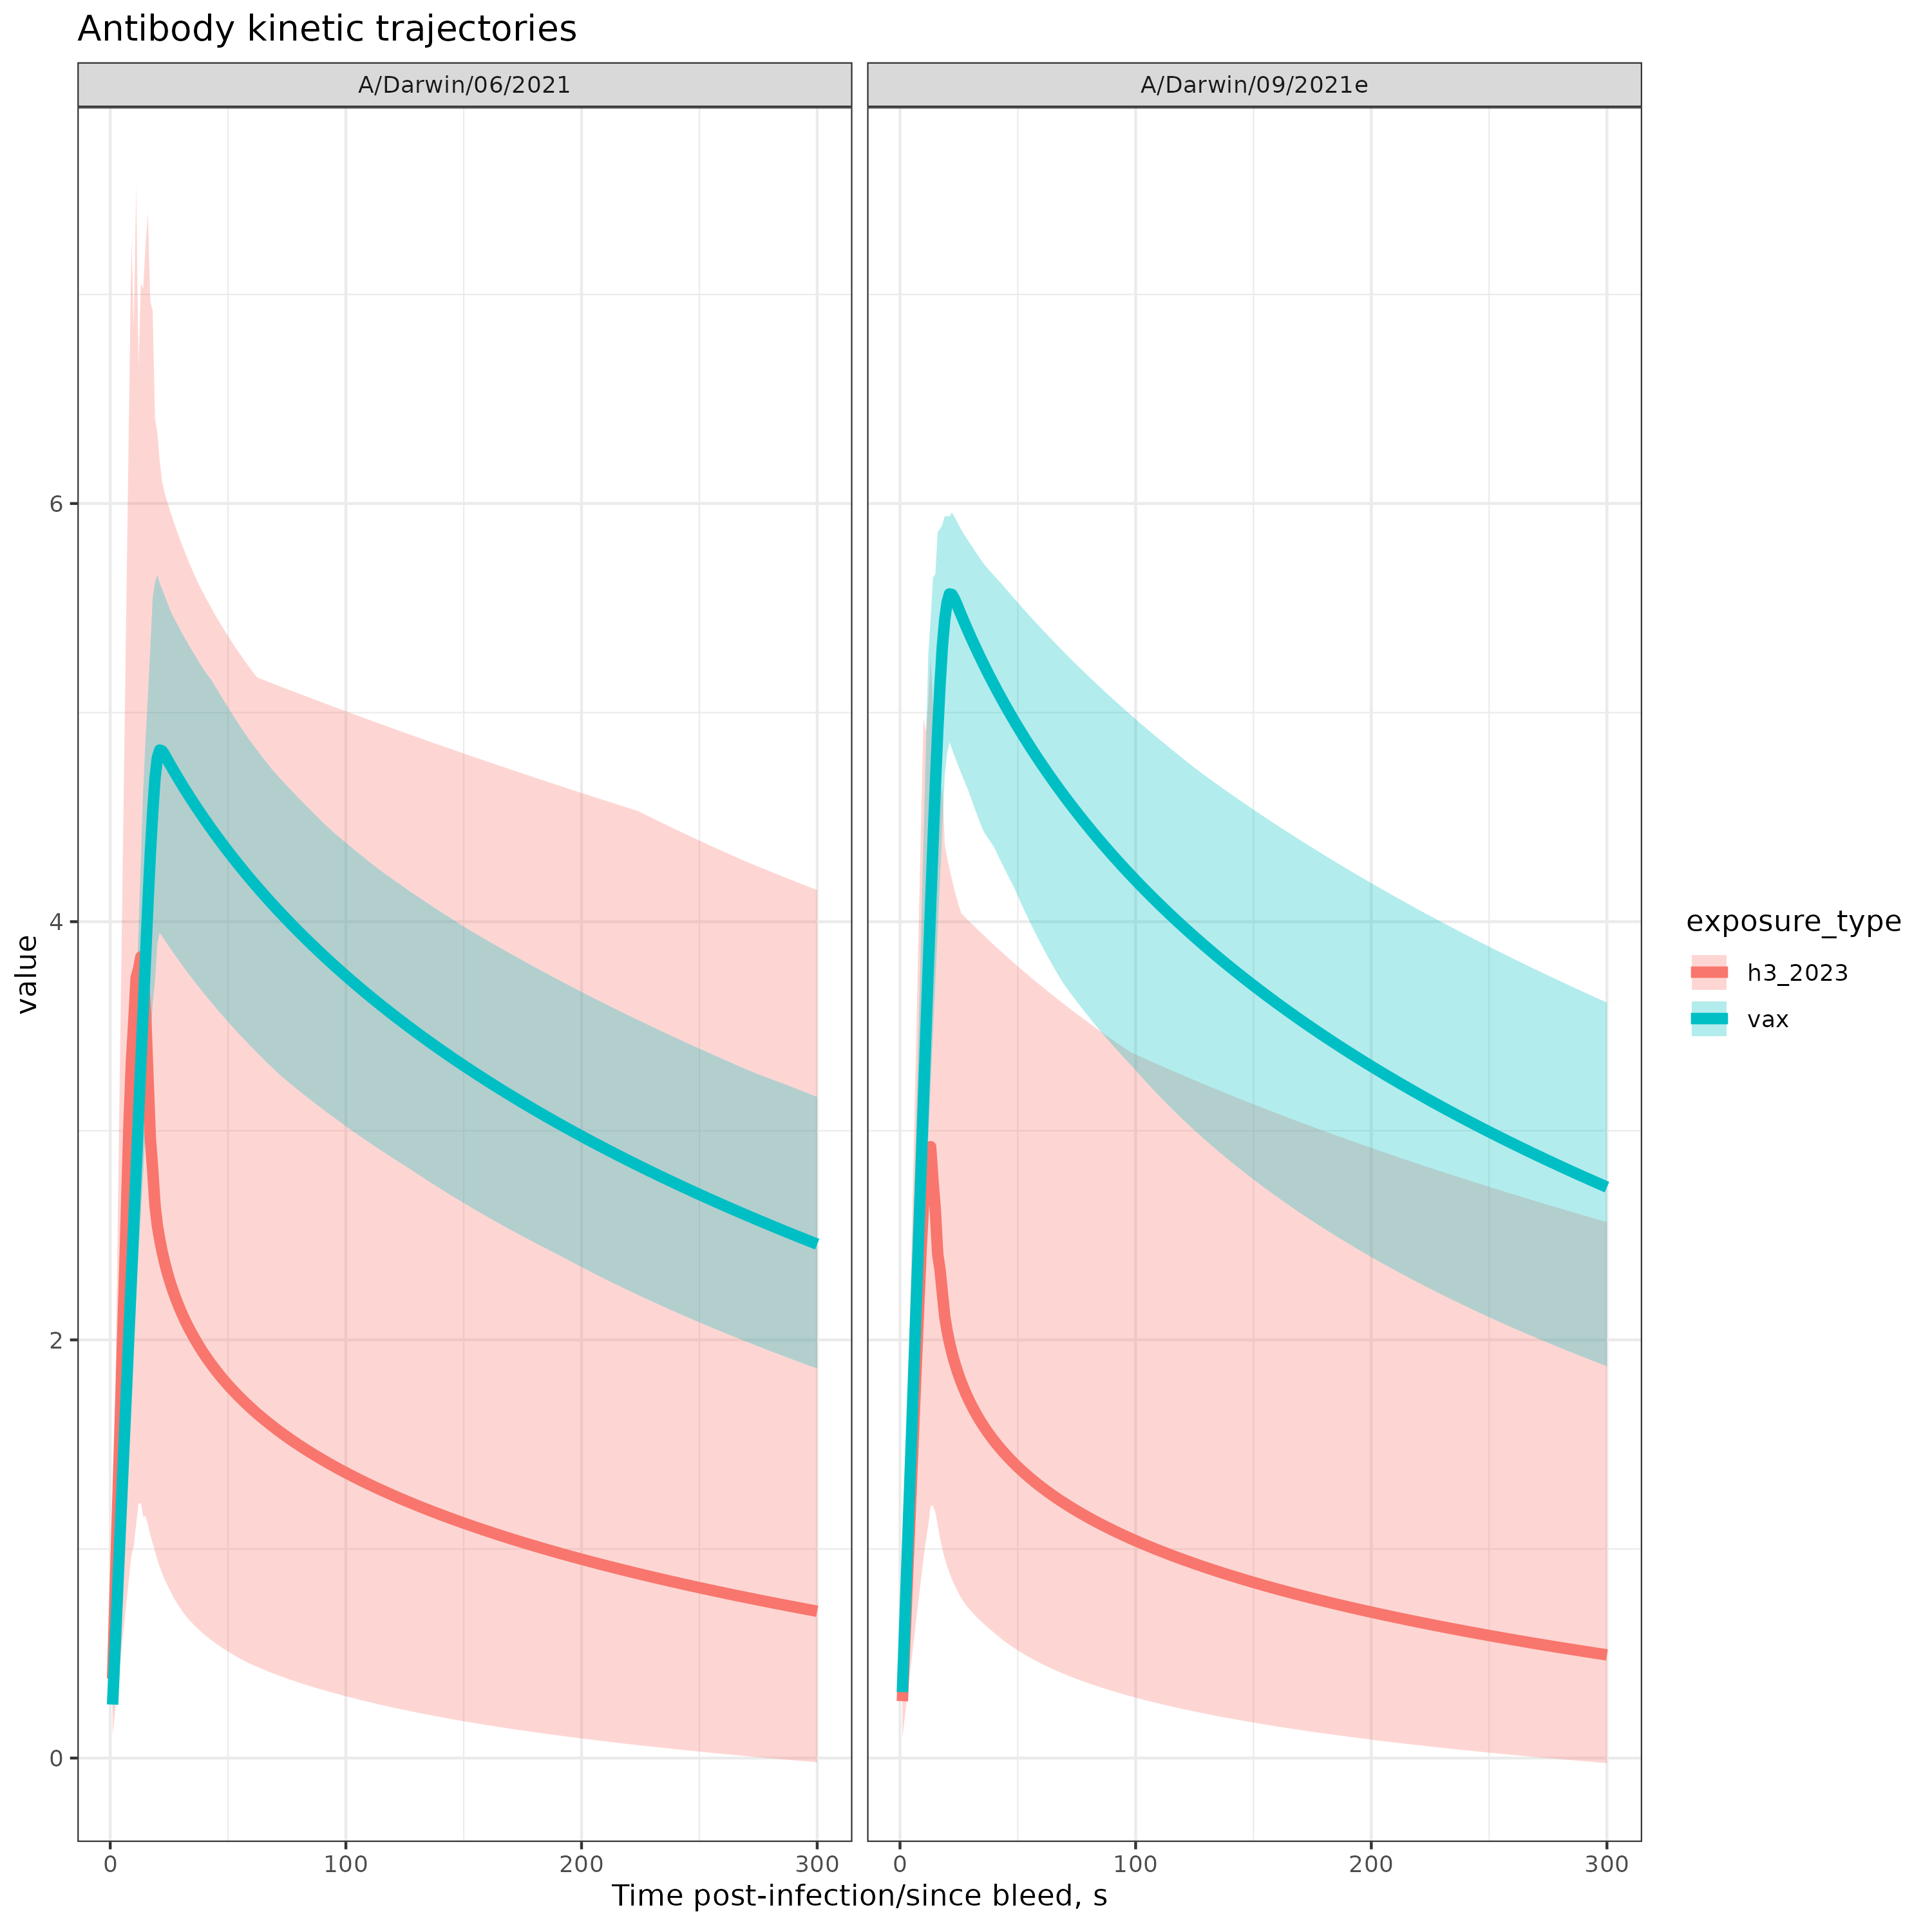 Antibody kinetic trajectories
A/Darwin/06/2021
A/Darwin/09/2021e
value
6
4
2
0
0
100
200
300
0
100
200
300
Time post-infection/since bleed, s
exposure_type
h3_2023
vax